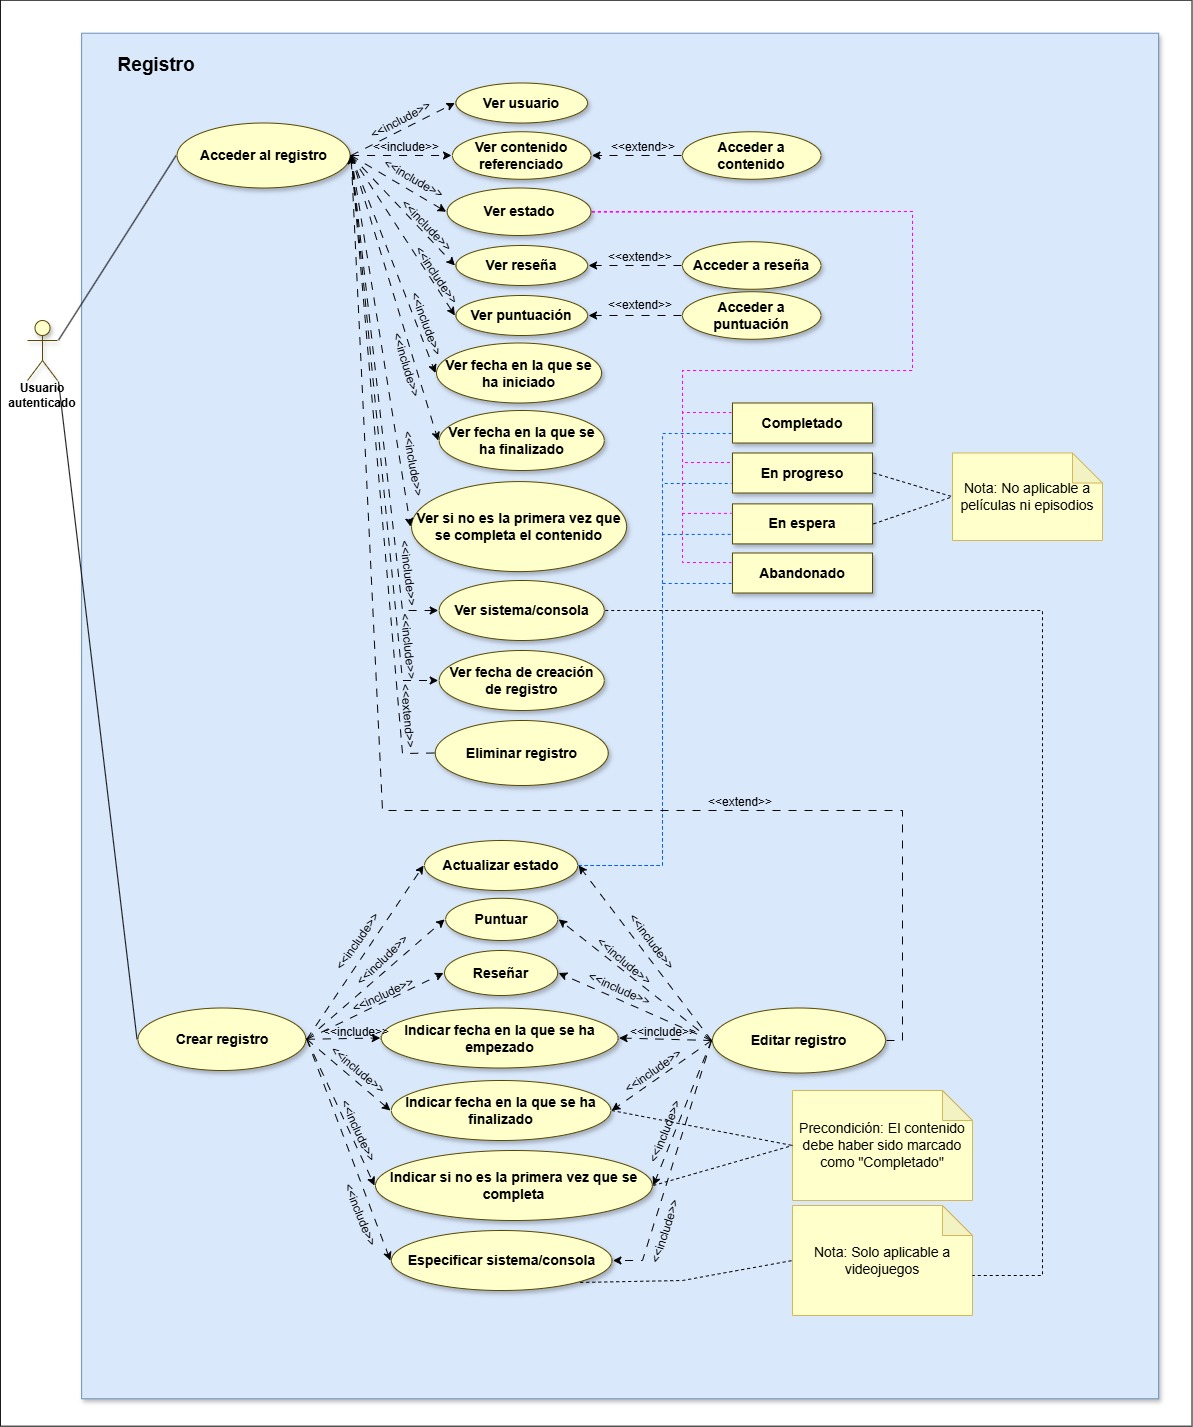 Registro
Ver usuario
<<include>>
Acceder al registro
<<include>>
Ver contenido
referenciado
<<extend>>
Acceder a
contenido
<<include>>
Ver estado
<<include>>
Ver reseña
<<extend>>
Acceder a reseña
<<include>>
Ver puntuación
<<extend>>
Acceder a
puntuación
<<include>>
Ver fecha en la que se
ha iniciado
<<include>>
Ver fecha en la que se
ha finalizado
Usuario
autenticado
Completado
En progreso
En espera
Abandonado
Nota: No aplicable a
películas ni episodios
<<include>>
Ver si no es la primera vez que
se completa el contenido
<<include>>
Ver sistema/consola
<<include>>
Ver fecha de creación
de registro
<<extend>>
Eliminar registro
<<extend>>
Actualizar estado
<<include>>
<<include>>
Puntuar
<<include>>
<<include>>
Reseñar
<<include>>
<<include>>
Crear registro
<<include>>
Indicar fecha en la que se ha
empezado
<<include>>
Editar registro
<<include>>
Indicar fecha en la que se ha
finalizado
<<include>>
Precondición: El contenido
debe haber sido marcado
como "Completado"
<<include>>
Indicar si no es la primera vez que se
completa
<<include>>
<<include>>
Especificar sistema/consola
<<include>>
Nota: Solo aplicable a
videojuegos